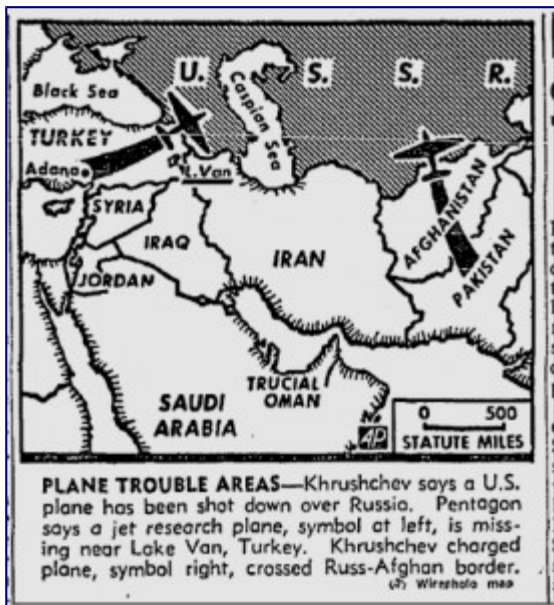 U. S. S. R.
Black Sea
Caspian Sea
TURKEY
Adana
L. Van
SYRIA
AFGHANISTAN
IRAQ
IRAN
PAKISTAN
JORDAN
TRUCIAL
OMAN
SAUDI
ARABIA
0 500
STATUTE MILES
AP
PLANE TROUBLE AREAS—Khrushchev says a U.S.
plane has been shot down over Russia. Pentagon
says a jet research plane, symbol at left, is miss-
ing near Lake Van, Turkey. Khrushchev charged
plane, symbol right, crossed Russ-Afghan border.
Wirephoto map